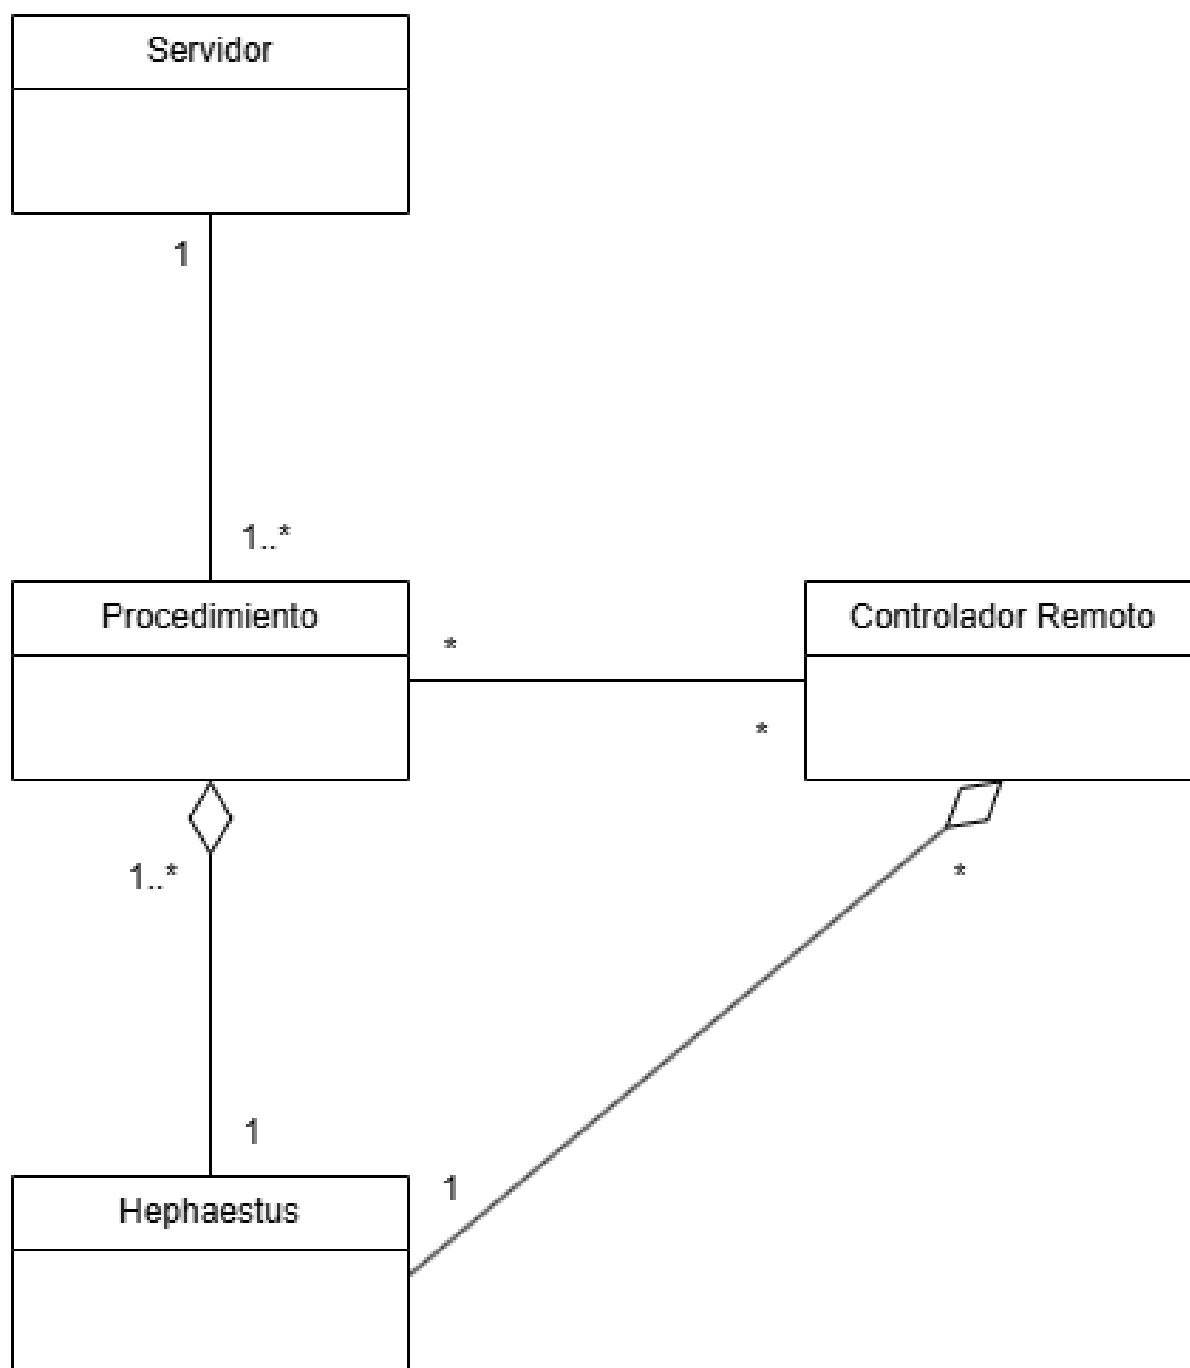 Servidor
1
1..*
Procedimiento
Controlador Remoto
*
*
1..*
*
1
1
Hephaestus